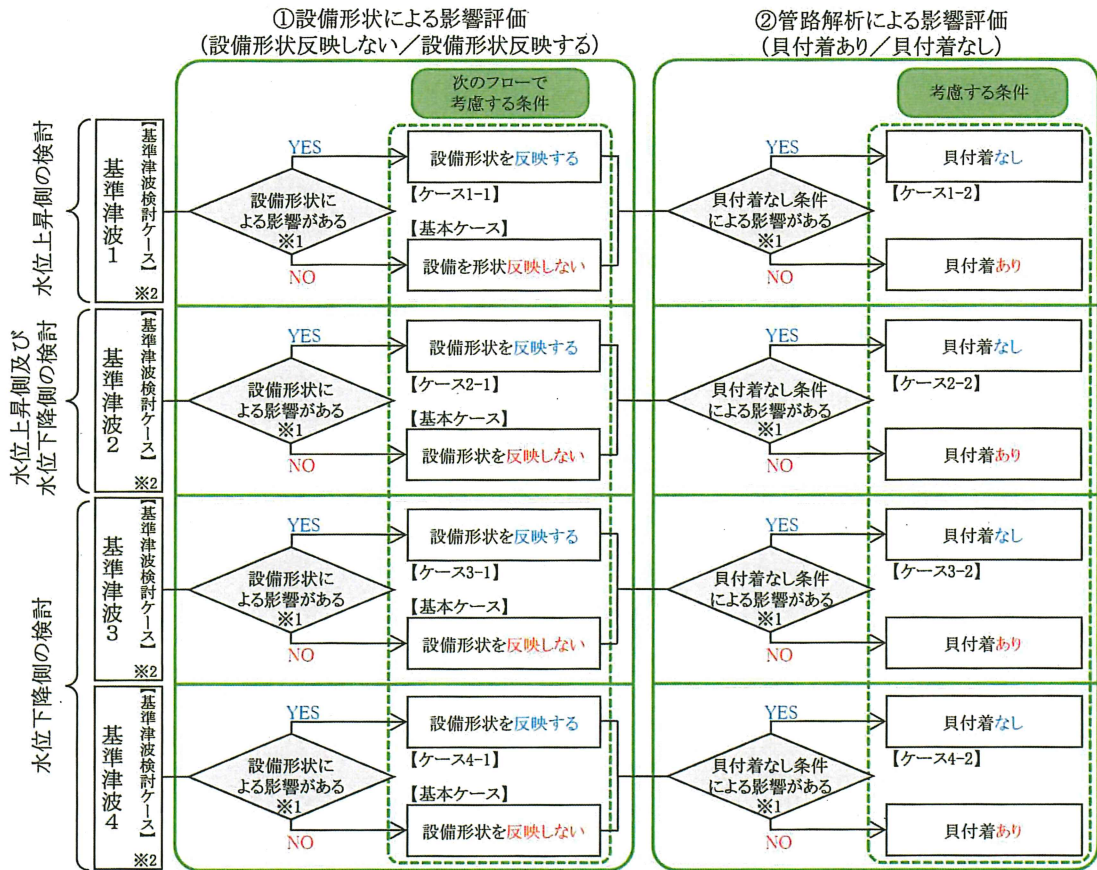 ①設備形状による影響評価
(設備形状反映しない／設備形状反映する)
②管路解析による影響評価
(貝付着あり／貝付着なし)
次のフローで
考慮する条件
考慮する条件
水位上昇側の検討
基準津波1
【基準津波検討ケース】
※2
設備形状に
よる影響がある
※1
YES
NO
設備形状を反映する
【ケース1-1】
【基本ケース】
設備を形状反映しない
貝付着なし条件
による影響がある
※1
YES
NO
貝付着なし
【ケース1-2】
貝付着あり
水位上昇側及び
水位下降側の検討
基準津波2
【基準津波検討ケース】
※2
設備形状に
よる影響がある
※1
YES
NO
設備形状を反映する
【ケース2-1】
【基本ケース】
設備形状を反映しない
貝付着なし条件
による影響がある
※1
YES
NO
貝付着なし
【ケース2-2】
貝付着あり
水位下降側の検討
基準津波3
【基準津波検討ケース】
※2
設備形状に
よる影響がある
※1
YES
NO
設備形状を反映する
【ケース3-1】
【基本ケース】
設備形状を反映しない
貝付着なし条件
による影響がある
※1
YES
NO
貝付着なし
【ケース3-2】
貝付着あり
基準津波4
【基準津波検討ケース】
※2
設備形状に
よる影響がある
※1
YES
NO
設備形状を反映する
【ケース4-1】
【基本ケース】
設備形状を反映しない
貝付着なし条件
による影響がある
※1
YES
NO
貝付着なし
【ケース4-2】
貝付着あり